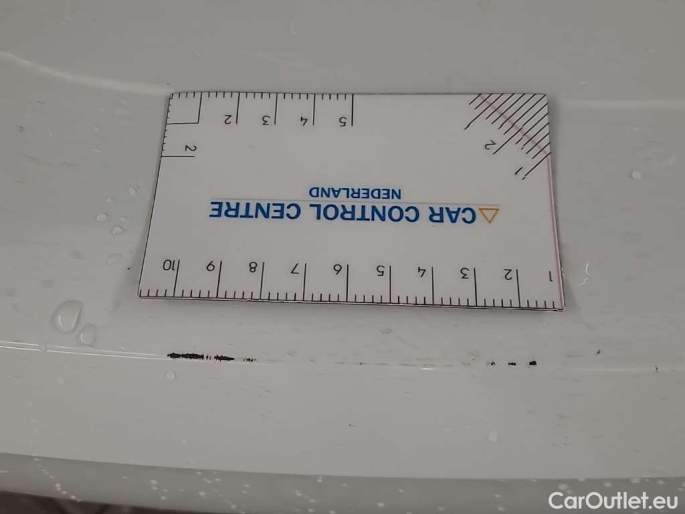 2 3 4 5
2
2
1
NEDERLAND
CAR CONTROL CENTRE
10 9 8 7 6 5 4 3 2 1
CarOutlet.eu